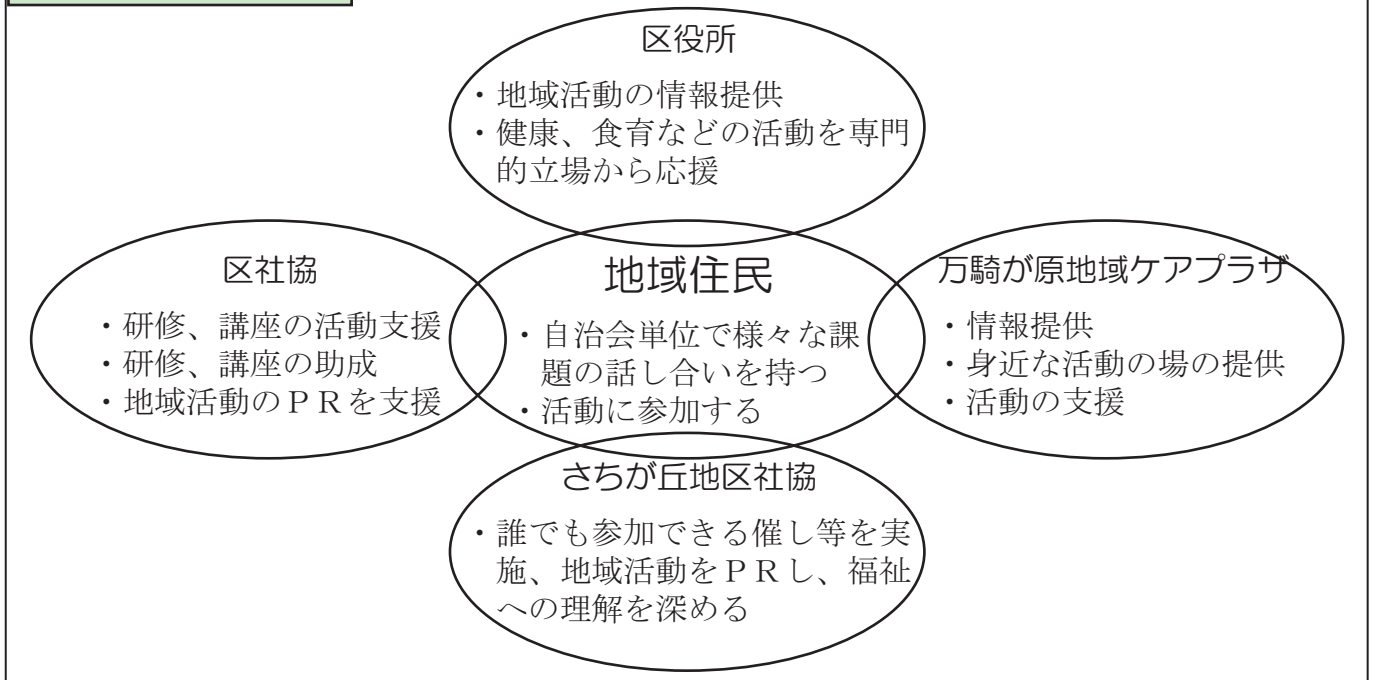 区役所
・地域活動の情報提供
・健康、食育などの活動を専門
的立場から応援
区社協
・研修、講座の活動支援
・研修、講座の助成
・地域活動のＰＲを支援
地域住民
・自治会単位で様々な課
題の話し合いを持つ
・活動に参加する
万騎が原地域ケアプラザ
・情報提供
・身近な活動の場の提供
・活動の支援
さちが丘地区社協
・誰でも参加できる催し等を実
施、地域活動をＰＲし、福祉
への理解を深める